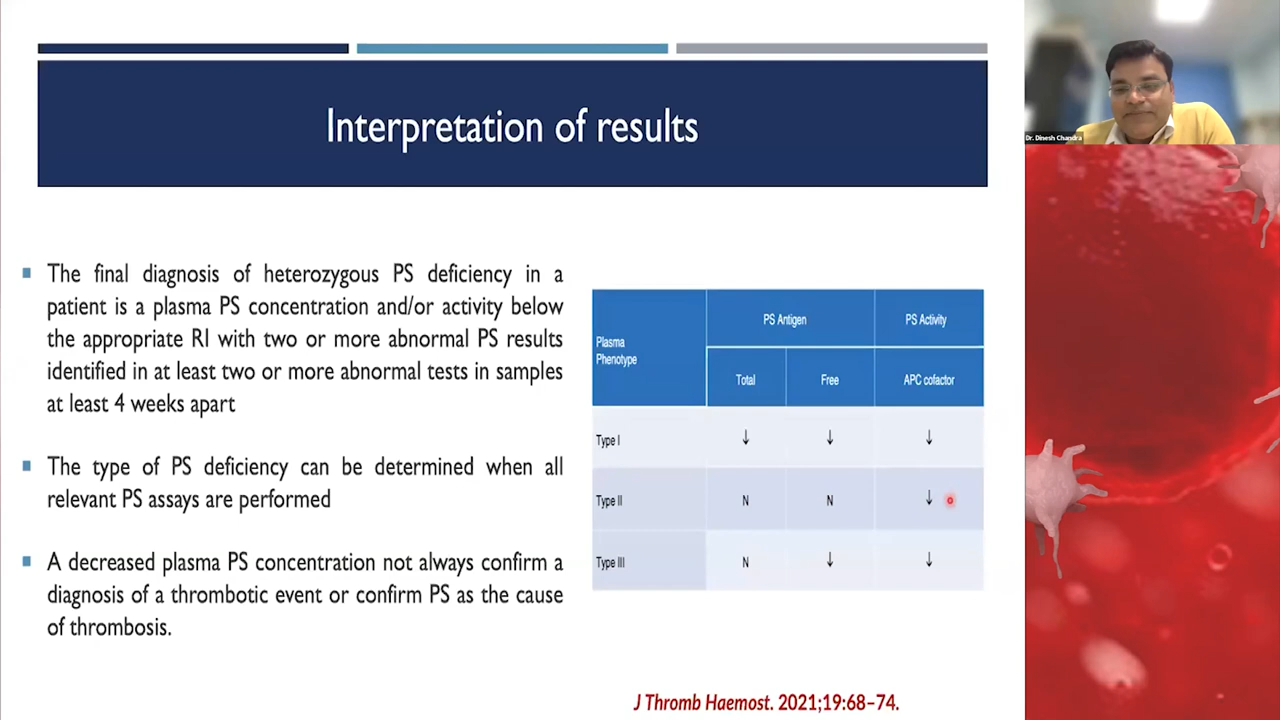 Interpretation of results
The final diagnosis of heterozygous PS deficiency in a
patient is a plasma PS concentration and/or activity below
the appropriate RI with two or more abnormal PS results
identified in at least two or more abnormal tests in samples
at least 4 weeks apart
The type of PS deficiency can be determined when all
relevant PS assays are performed
A decreased plasma PS concentration not always confirm a
diagnosis of a thrombotic event or confirm PS as the cause
of thrombosis.
Plasma
Phenotype
PS Antigen
PS Activity
Total
Free
APC cofactor
Type I
↓ ↓ ↓
Type II
N N ↓
Type III
N ↓ ↓
J Thromb Haemost. 2021;19:68–74.
Dr. Dinesh Chandra